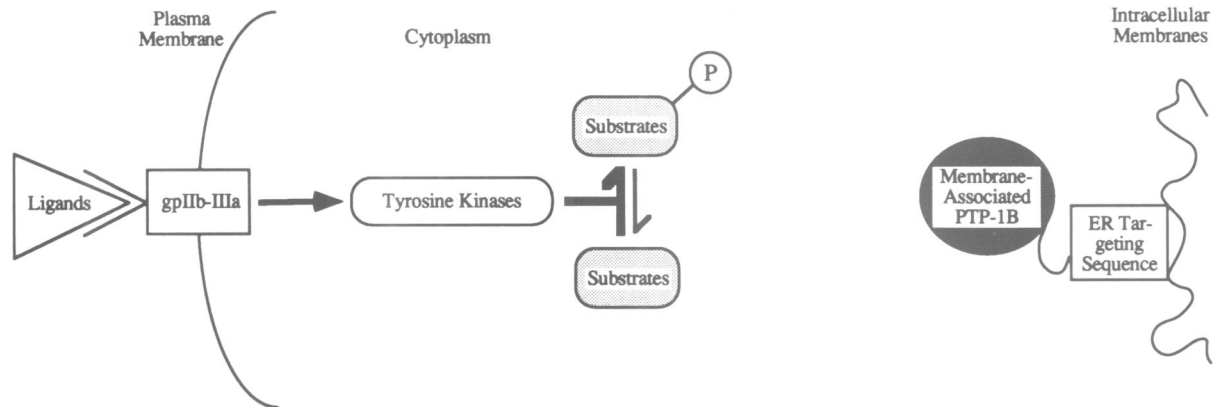 Plasma
Membrane
Cytoplasm
Intracellular
Membranes
P
Substrates
Ligands
gpIIb-IIIa
Tyrosine Kinases
Substrates
Membrane-
Associated
PTP-1B
ER Tar-
geting
Sequence